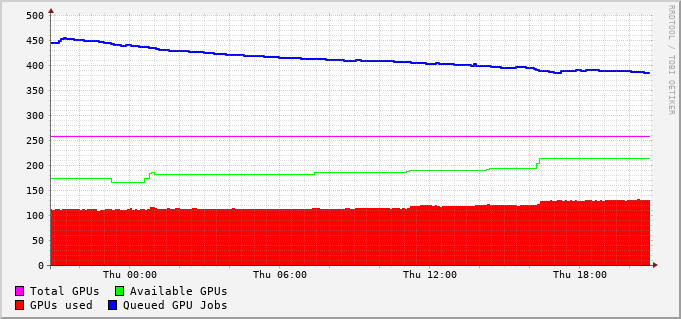 500
450
400
350
300
250
200
150
100
50
0
Thu 00:00 Thu 06:00 Thu 12:00 Thu 18:00
Total GPUs Available GPUs
GPUs used Queued GPU Jobs
RRDTOOL / TOBI OETIKER